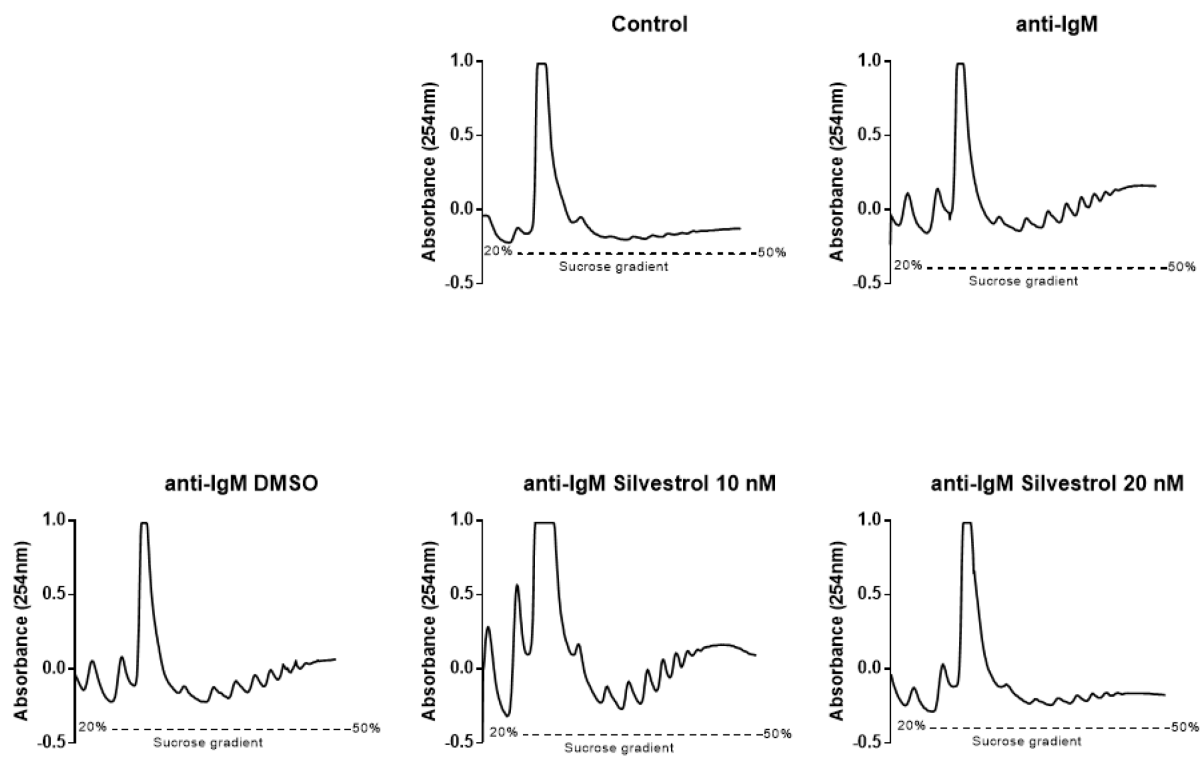 Control
anti-IgM
Absorbance (254nm)
1.0
0.5
0.0
-0.5
20%
50%
Sucrose gradient
Absorbance (254nm)
1.0
0.5
0.0
-0.5
20%
50%
Sucrose gradient
anti-IgM DMSO
anti-IgM Silvestrol 10 nM
anti-IgM Silvestrol 20 nM
Absorbance (254nm)
1.0
0.5
0.0
-0.5
20%
50%
Sucrose gradient
Absorbance (254nm)
1.0
0.5
0.0
-0.5
20%
50%
Sucrose gradient
Absorbance (254nm)
1.0
0.5
0.0
-0.5
20%
50%
Sucrose gradient